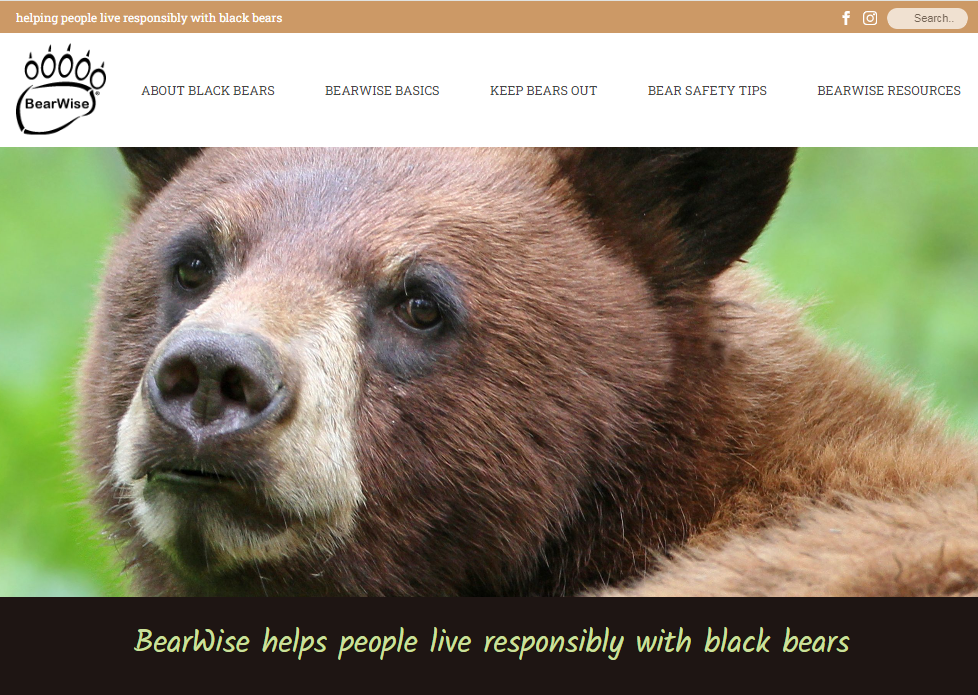 helping people live responsibly with black bears
Search..
BearWise®
ABOUT BLACK BEARS
BEARWISE BASICS
KEEP BEARS OUT
BEAR SAFETY TIPS
BEARWISE RESOURCES
BearWise helps people live responsibly with black bears